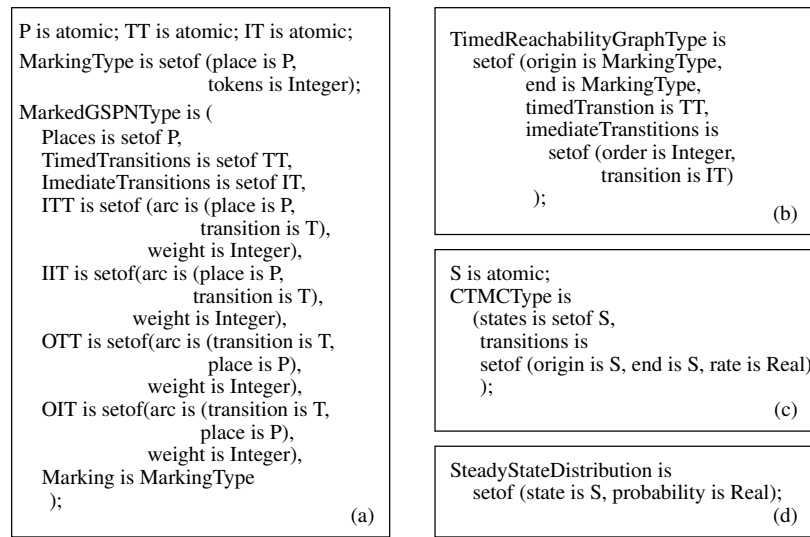 P is atomic; TT is atomic; IT is atomic;
MarkingType is setof (place is P,
tokens is Integer);
MarkedGSPNType is (
Places is setof P,
TimedTransitions is setof TT,
ImediateTransitions is setof IT,
ITT is setof (arc is (place is P,
transition is T),
weight is Integer),
IIT is setof(arc is (place is P,
transition is T),
weight is Integer),
OTT is setof(arc is (transition is T,
place is P),
weight is Integer),
OIT is setof(arc is (transition is T,
place is P),
weight is Integer),
Marking is MarkingType
);
(a)
TimedReachabilityGraphType is
setof (origin is MarkingType,
end is MarkingType,
timedTranstion is TT,
imediateTranstitions is
setof (order is Integer,
transition is IT)
);
(b)
S is atomic;
CTMCType is
(states is setof S,
transitions is
setof (origin is S, end is S, rate is Real)
);
(c)
SteadyStateDistribution is
setof (state is S, probability is Real);
(d)